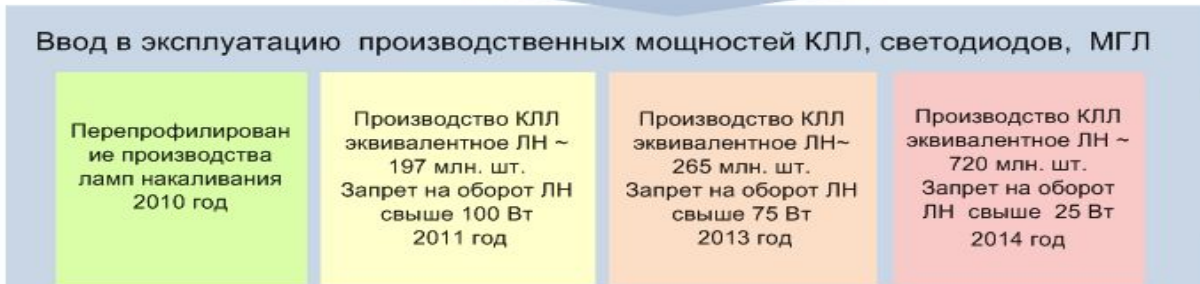 Ввод в эксплуатацию производственных мощностей КЛЛ, светодиодов, МГЛ
Перепрофилирован
ие производства
ламп накаливания
2010 год
Производство КЛЛ
эквивалентное ЛН ~
197 млн. шт.
Запрет на оборот ЛН
свыше 100 Вт
2011 год
Производство КЛЛ
эквивалентное ЛН~
265 млн. шт.
Запрет на оборот ЛН
свыше 75 Вт
2013 год
Производство КЛЛ
эквивалентное ЛН ~
720 млн. шт.
Запрет на оборот
ЛН свыше 25 Вт
2014 год